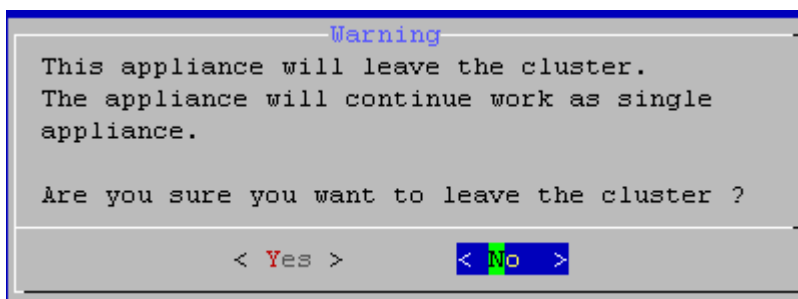 Warning
This appliance will leave the cluster.
The appliance will continue work as single
appliance.
Are you sure you want to leave the cluster ?
< Yes > < No >